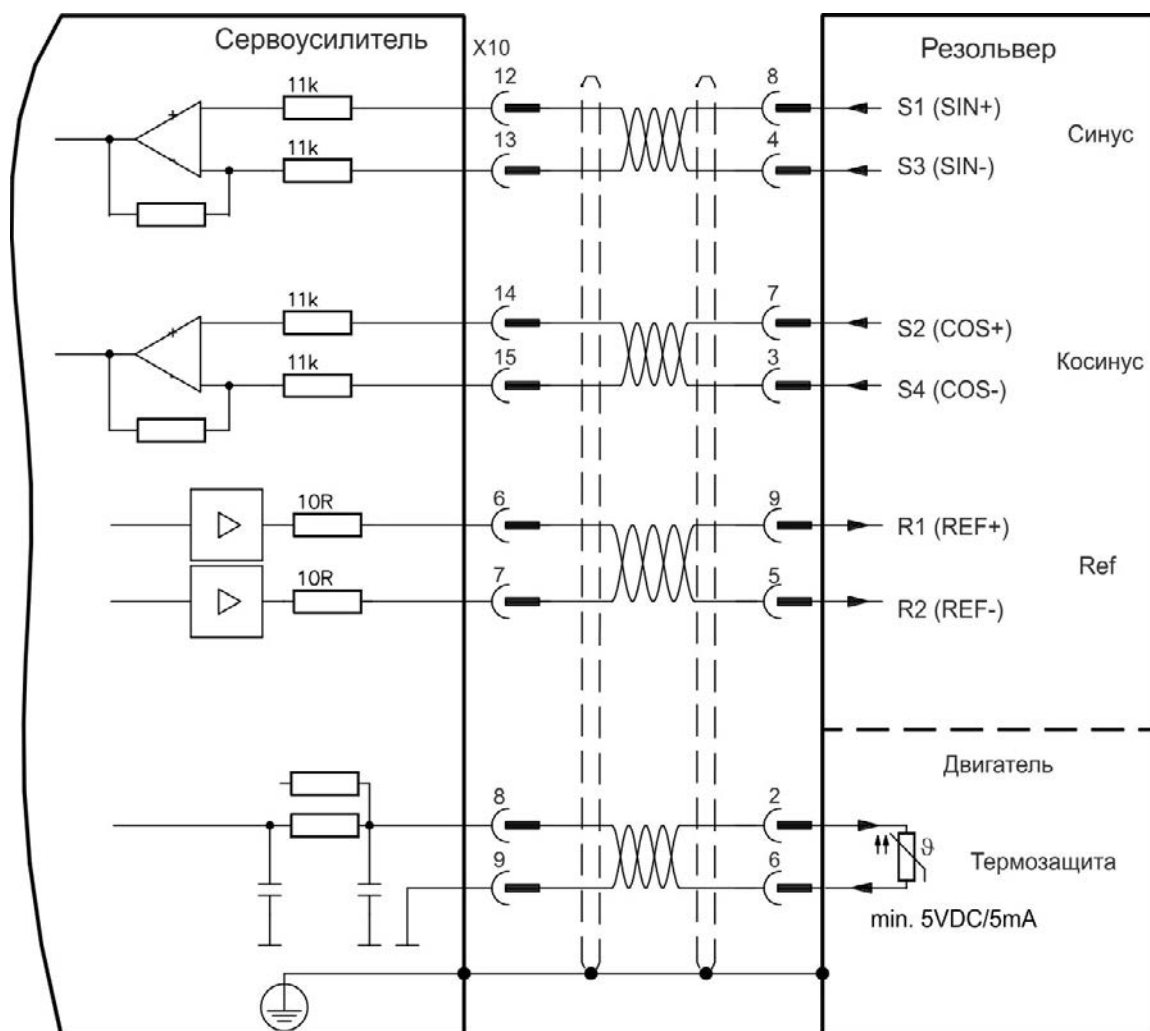 Сервоусилитель
X10
Резольвер
11k
12
8
S1 (SIN+)
Синус
+
-
11k
13
4
S3 (SIN-)
11k
14
7
S2 (COS+)
Косинус
+
-
11k
15
3
S4 (COS-)
10R
6
9
R1 (REF+)
Ref
10R
7
5
R2 (REF-)
Двигатель
8
2
ϑ
Термозащита
9
6
min. 5VDC/5mA